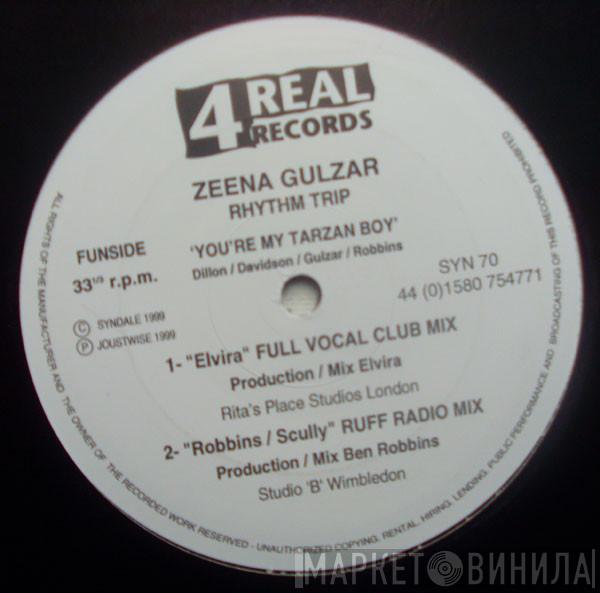 4 REAL
RECORDS
ZEENA GULZAR
RHYTHM TRIP
FUNSIDE
33 1/3 r.p.m.
'YOU'RE MY TARZAN BOY'
Dillon / Davidson / Gulzar / Robbins
SYN 70
44 (0)1580 754771
Ⓒ SYNDALE 1999
Ⓟ JOUSTWISE 1999
1- "Elvira" FULL VOCAL CLUB MIX
Production / Mix Elvira
Rita's Place Studios London
2- "Robbins / Scully" RUFF RADIO MIX
Production / Mix Ben Robbins
Studio 'B' Wimbledon
ALL RIGHTS OF THE MANUFACTURER AND THE OWNER OF THE RECORDED WORK RESERVED - UNAUTHORIZED COPYING, RENTAL, HIRING, LENDING, PUBLIC PERFORMANCE AND BROADCASTING OF THIS RECORD PROHIBITED
МАРКЕТ ВИНИЛА